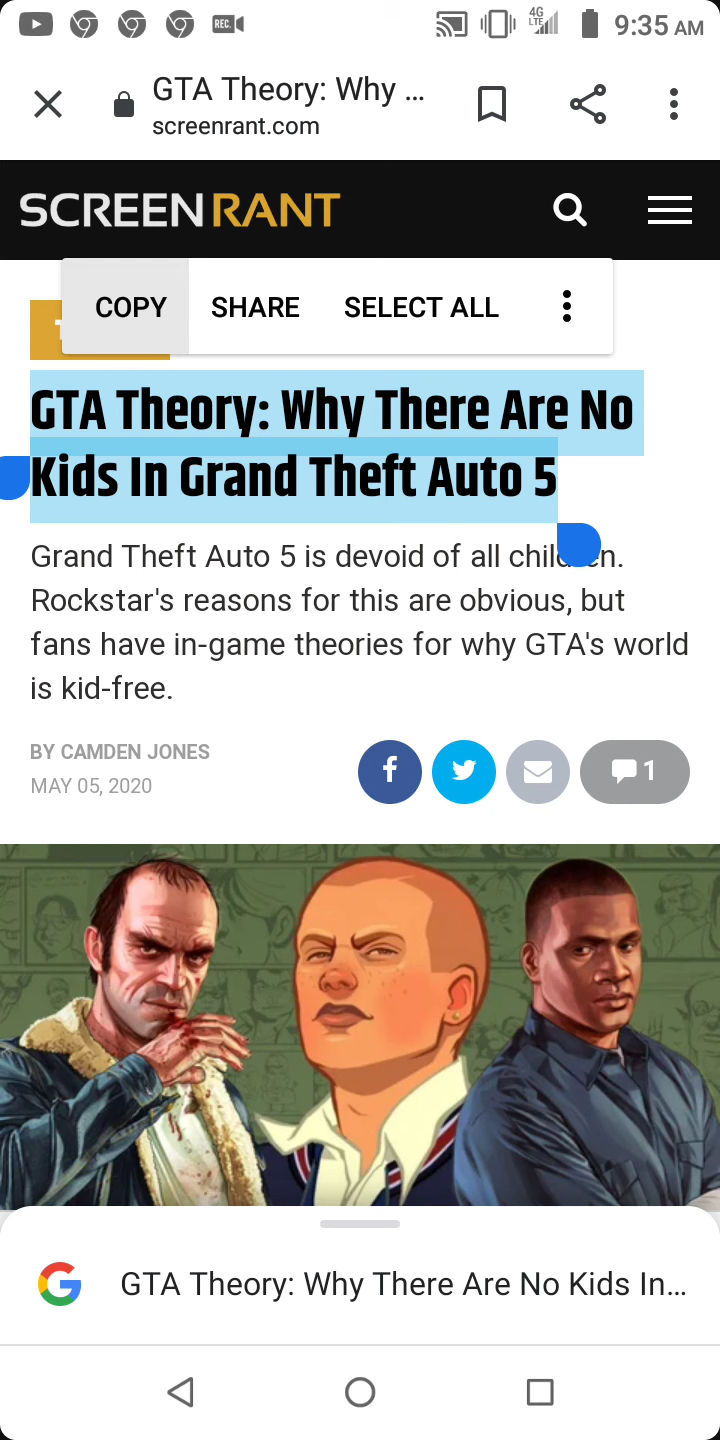 REC.
4G
LTE
9:35 AM
GTA Theory: Why ...
screenrant.com
SCREENRANT
COPY SHARE SELECT ALL
GTA Theory: Why There Are No
Kids In Grand Theft Auto 5
Grand Theft Auto 5 is devoid of all
Rockstar's reasons for this are obvious, but
fans have in-game theories for why GTA's world
is kid-free.
BY CAMDEN JONES
MAY 05, 2020
f
1
G
GTA Theory: Why There Are No Kids In...